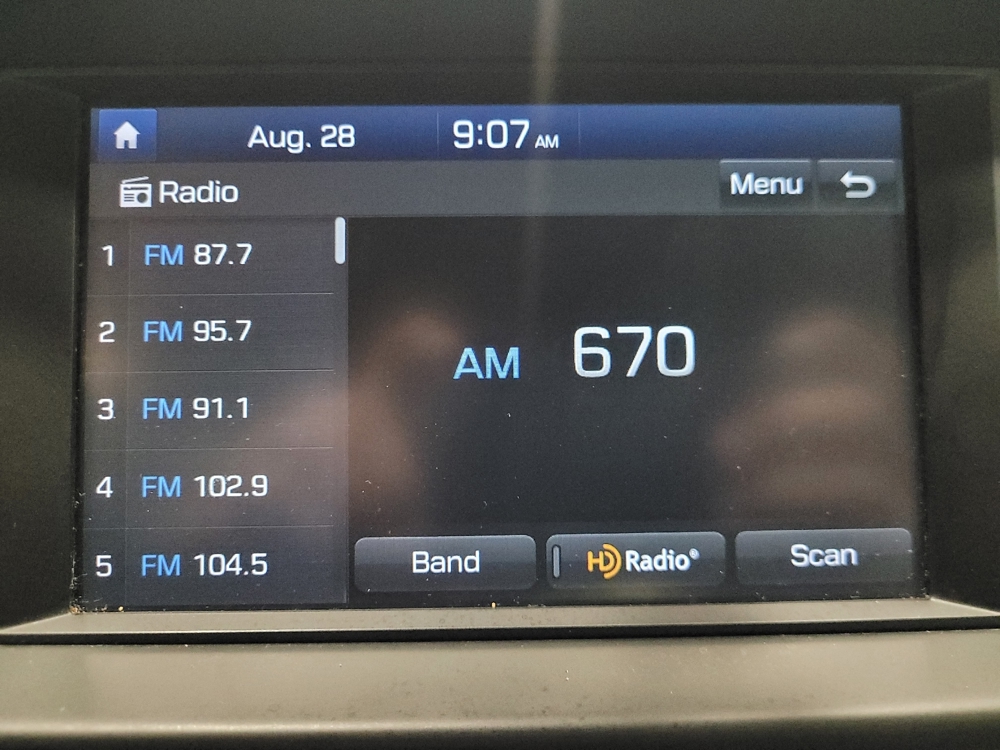 Aug. 28 9:07 AM
Radio Menu
1 FM 87.7
2 FM 95.7
3 FM 91.1
4 FM 102.9
5 FM 104.5
AM 670
Band HD Radio® Scan